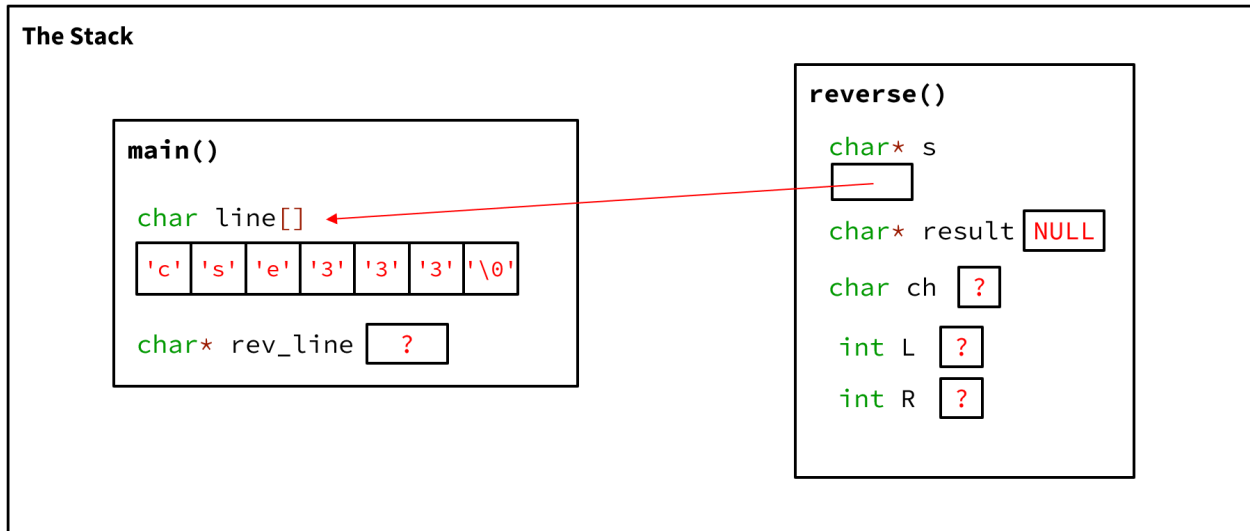 The Stack
main()
char line[]
'c' 's' 'e' '3' '3' '3' '\0'
char* rev_line ?
reverse()
char* s
char* result NULL
char ch ?
int L ?
int R ?